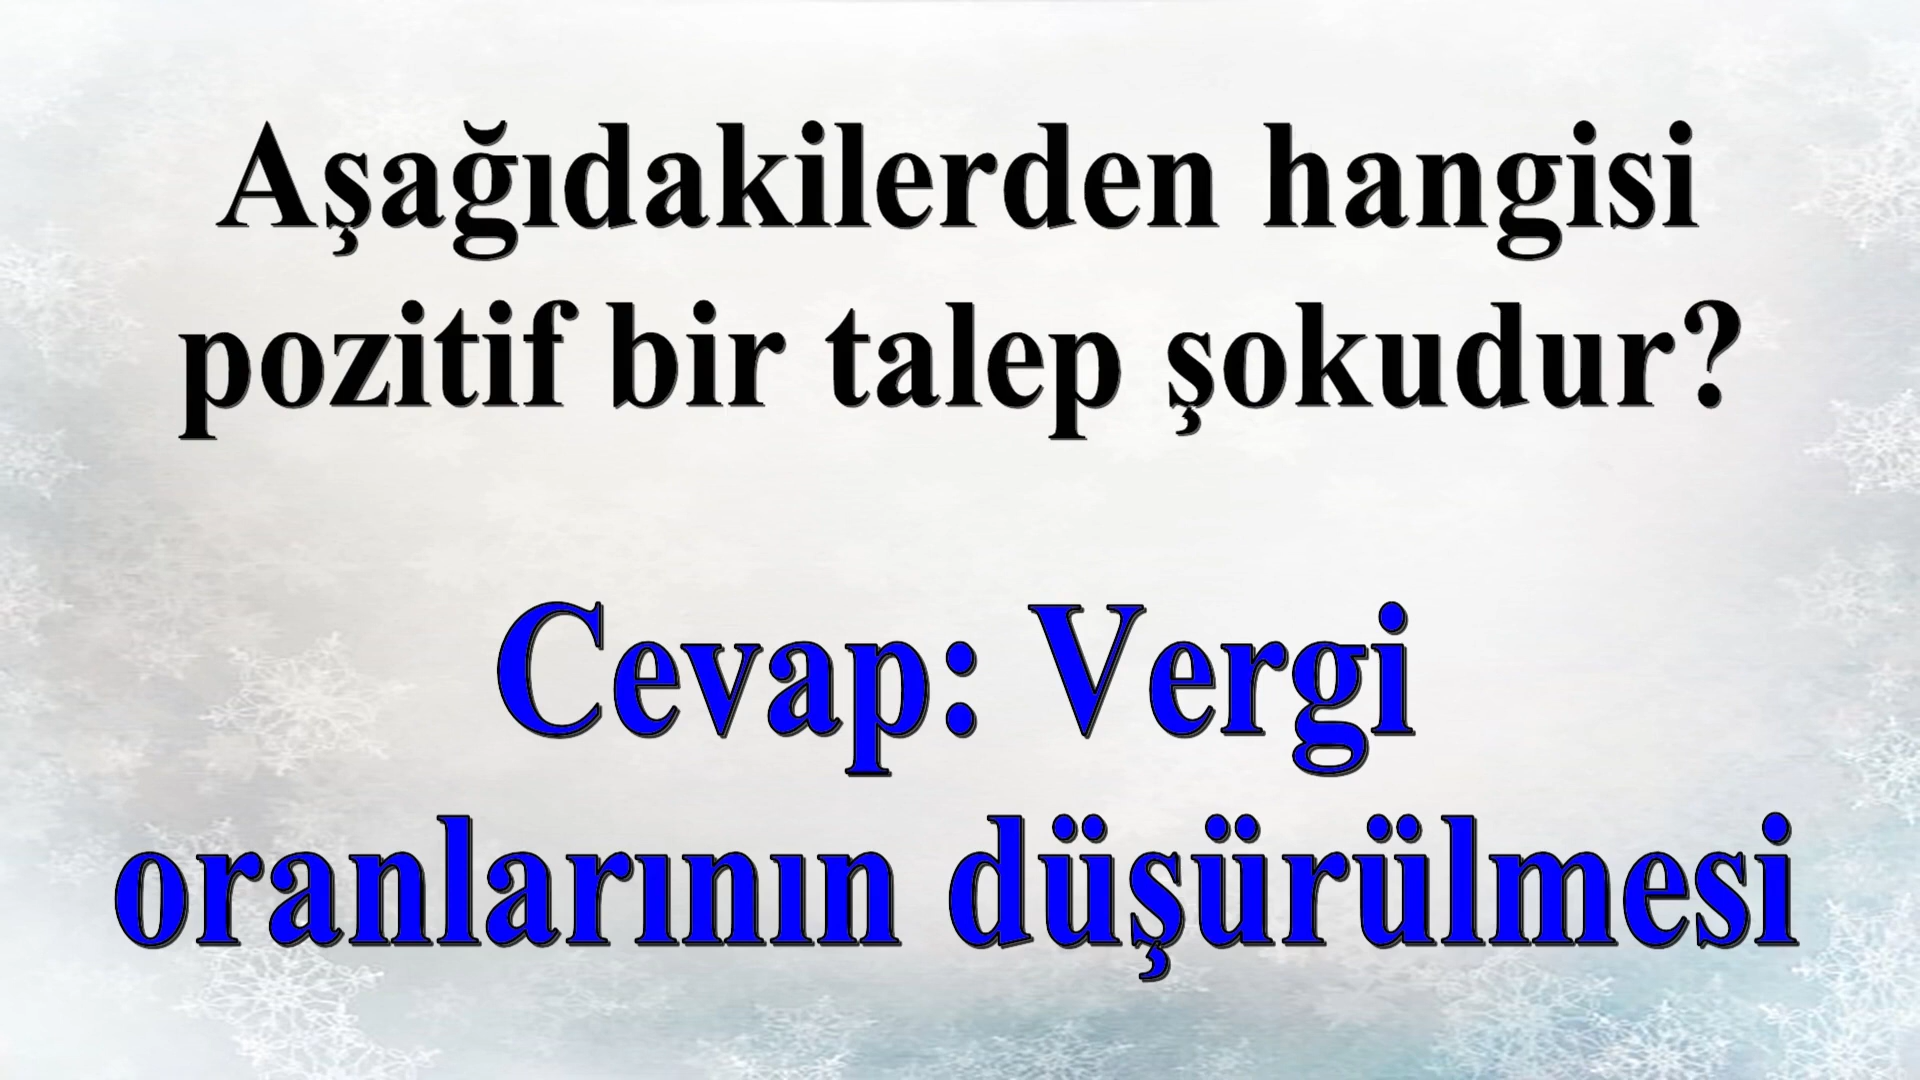 Aşağıdakilerden hangisi
pozitif bir talep şokudur?
Cevap: Vergi
oranlarının düşürülmesi